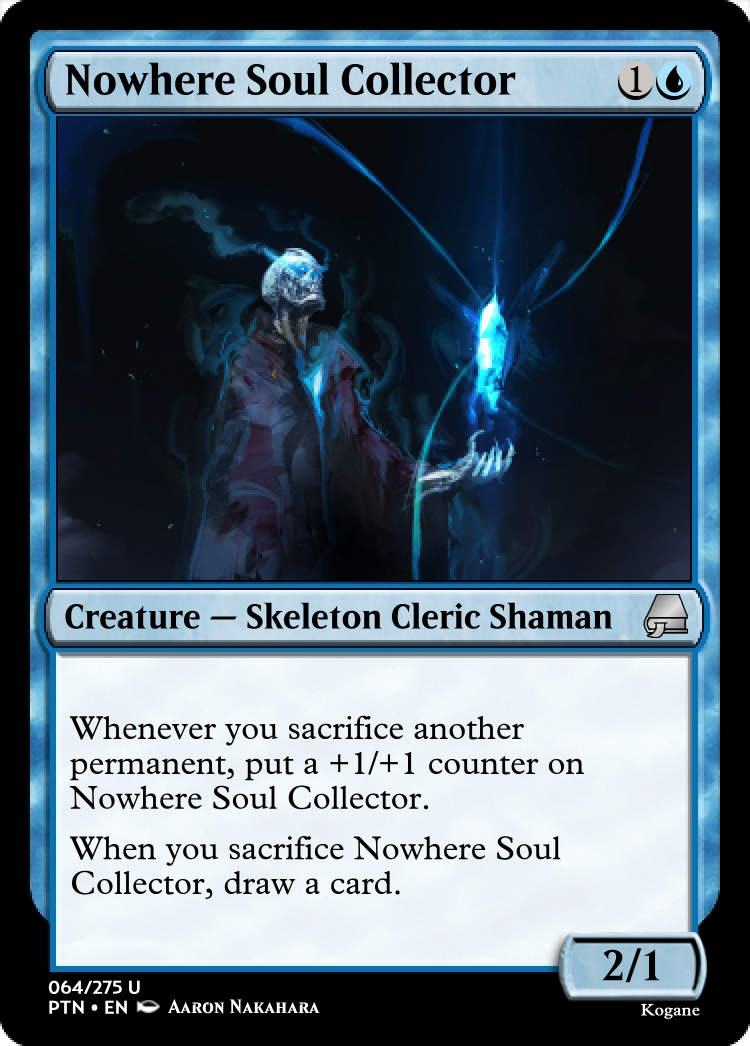 Nowhere Soul Collector 1
Creature — Skeleton Cleric Shaman
Whenever you sacrifice another
permanent, put a +1/+1 counter on
Nowhere Soul Collector.
When you sacrifice Nowhere Soul
Collector, draw a card.
2/1
064/275 U
PTN • EN Aaron Nakahara
Kogane